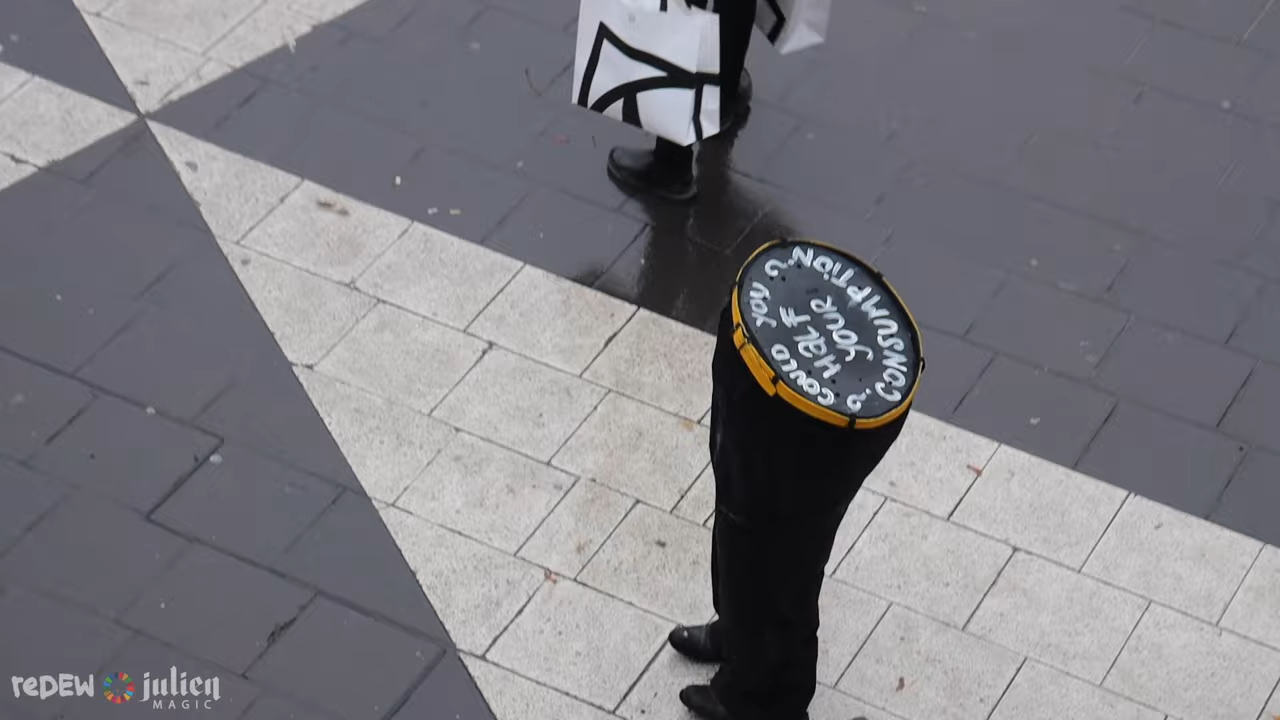 COULD YOU ?
HALF
YOUR
CONSUMPTION ?
reDEW julien
MAGIC